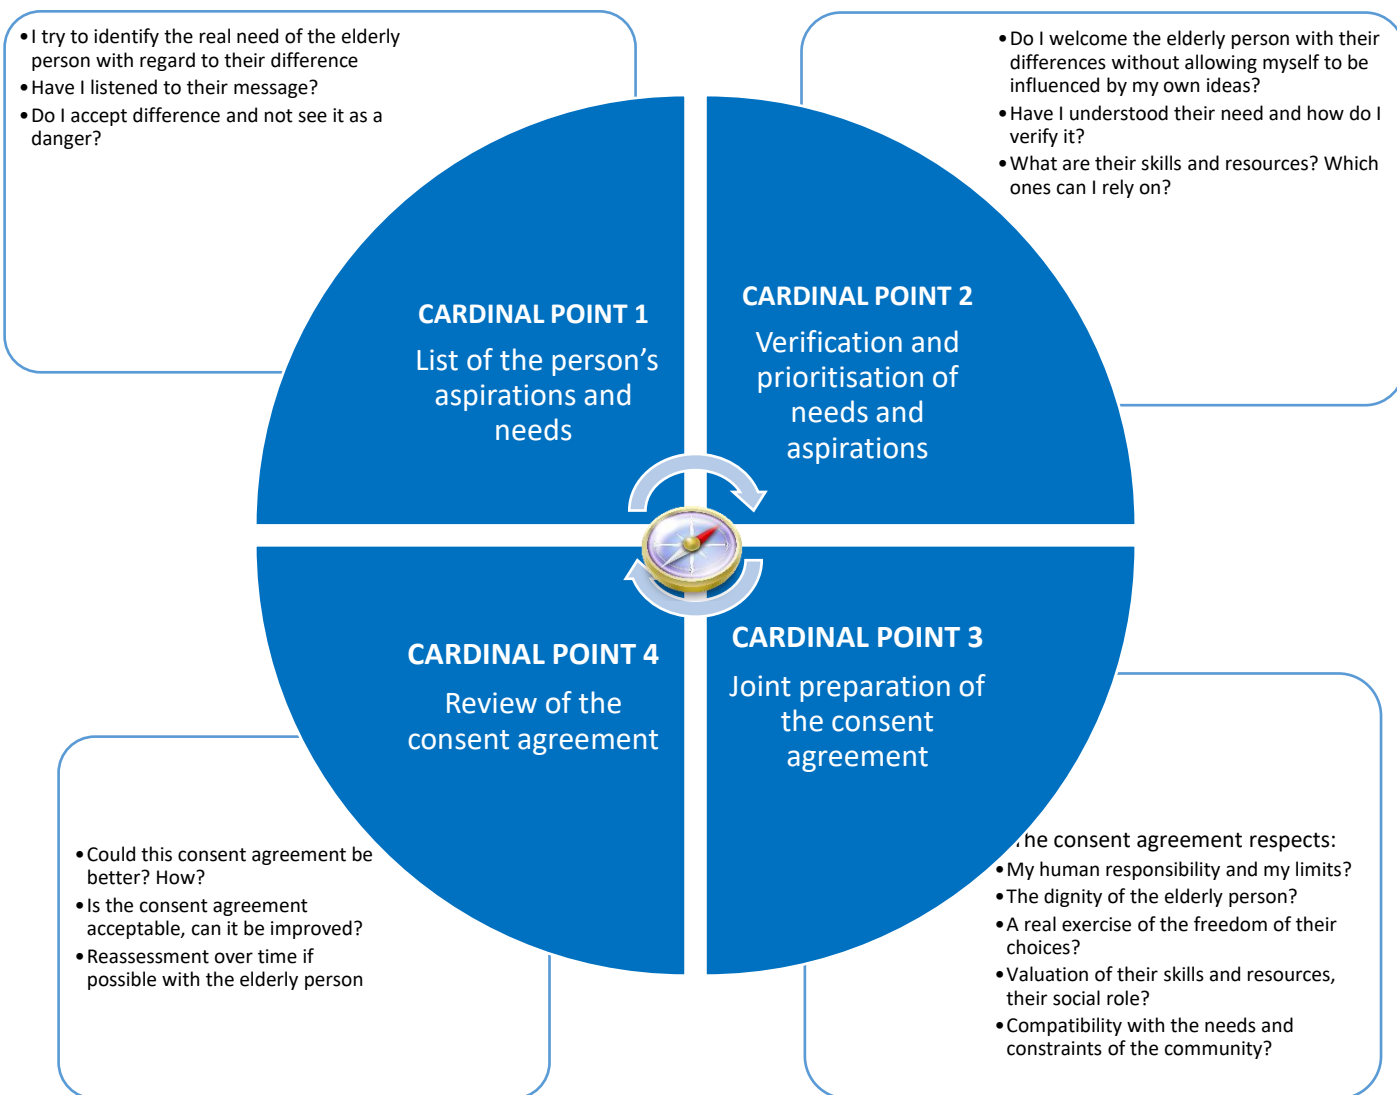 •I try to identify the real need of the elderly
person with regard to their difference
•Have I listened to their message?
•Do I accept difference and not see it as a
danger?
•Do I welcome the elderly person with their
differences without allowing myself to be
influenced by my own ideas?
•Have I understood their need and how do I
verify it?
•What are their skills and resources? Which
ones can I rely on?
CARDINAL POINT 1
List of the person’s
aspirations and
needs
CARDINAL POINT 2
Verification and
prioritisation of
needs and
aspirations
CARDINAL POINT 4
Review of the
consent agreement
CARDINAL POINT 3
Joint preparation of
the consent
agreement
•Could this consent agreement be
better? How?
•Is the consent agreement
acceptable, can it be improved?
•Reassessment over time if
possible with the elderly person
The consent agreement respects:
•My human responsibility and my limits?
•The dignity of the elderly person?
•A real exercise of the freedom of their
choices?
•Valuation of their skills and resources,
their social role?
•Compatibility with the needs and
constraints of the community?